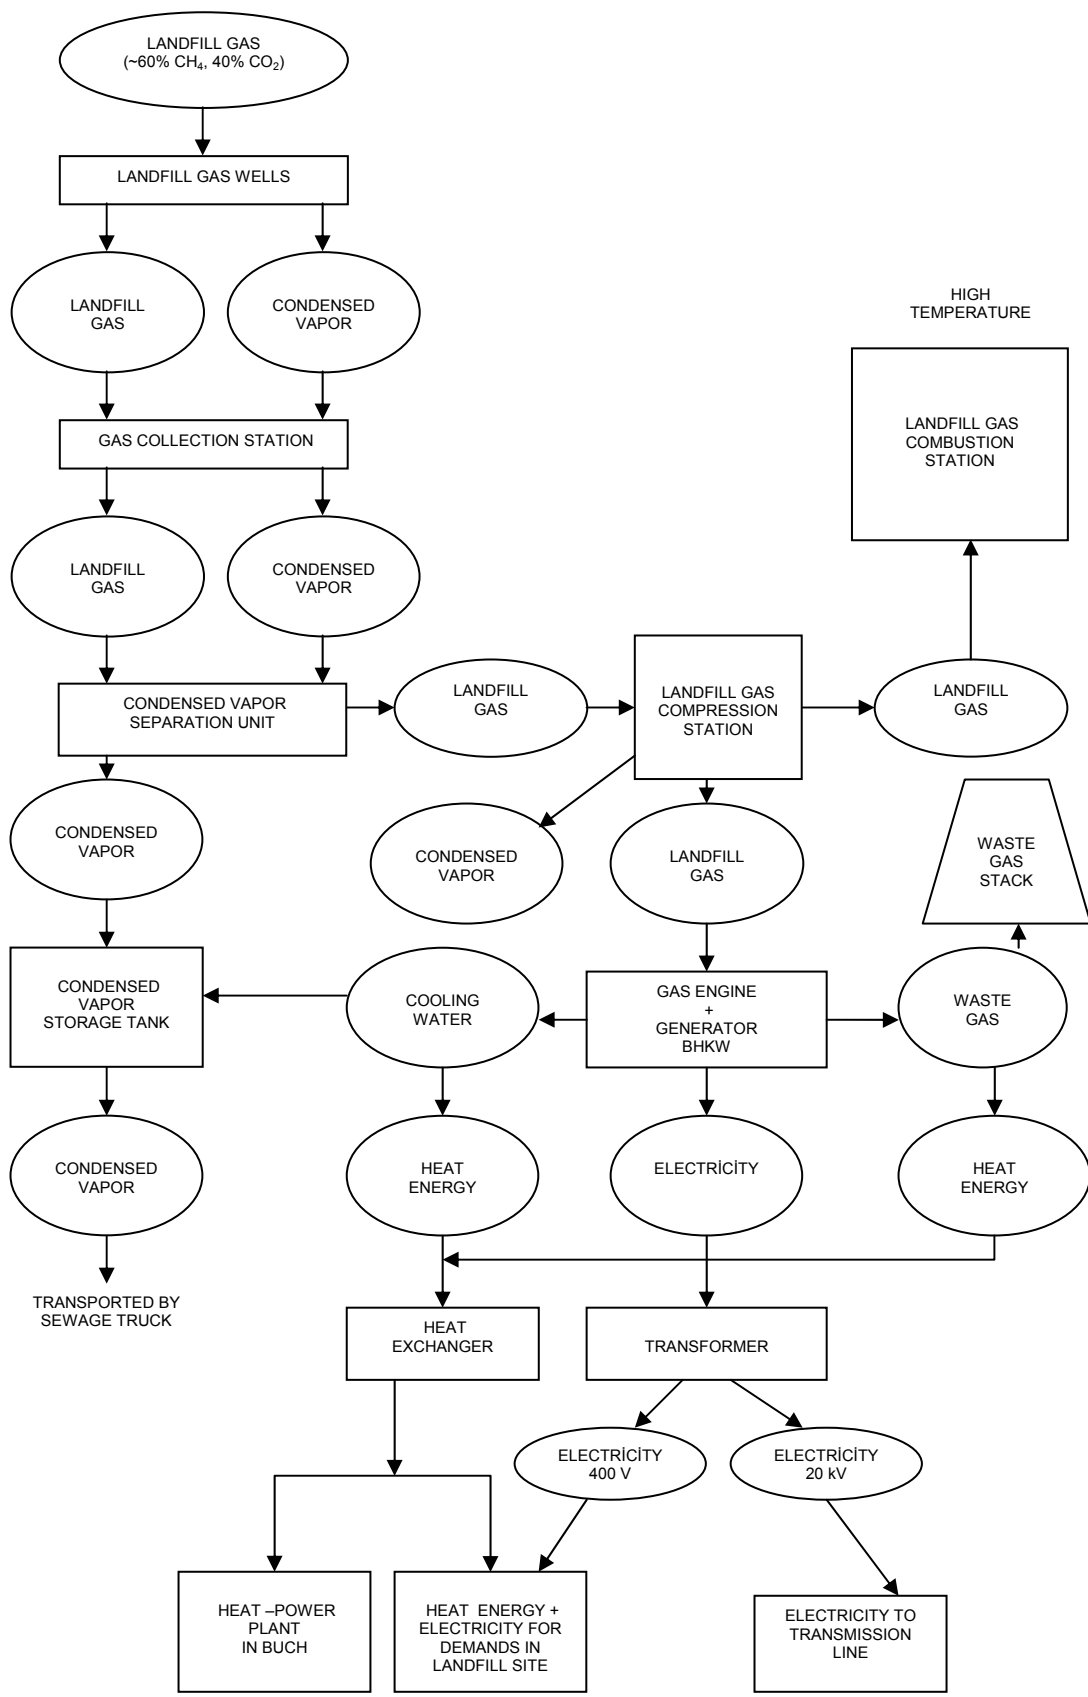 LANDFILL GAS
(~60% CH₄, 40% CO₂)
LANDFILL GAS WELLS
LANDFILL
GAS
CONDENSED
VAPOR
HIGH
TEMPERATURE
LANDFILL GAS
COMBUSTION
STATION
GAS COLLECTION STATION
LANDFILL
GAS
CONDENSED
VAPOR
CONDENSED VAPOR
SEPARATION UNIT
LANDFILL
GAS
LANDFILL GAS
COMPRESSION
STATION
LANDFILL
GAS
CONDENSED
VAPOR
CONDENSED
VAPOR
LANDFILL
GAS
WASTE
GAS
STACK
CONDENSED
VAPOR
STORAGE TANK
COOLING
WATER
GAS ENGINE
+
GENERATOR
BHKW
WASTE
GAS
CONDENSED
VAPOR
HEAT
ENERGY
ELECTRİCİTY
HEAT
ENERGY
TRANSPORTED BY
SEWAGE TRUCK
HEAT
EXCHANGER
TRANSFORMER
ELECTRİCİTY
400 V
ELECTRİCİTY
20 kV
HEAT –POWER
PLANT
IN BUCH
HEAT ENERGY +
ELECTRICITY FOR
DEMANDS IN
LANDFILL SITE
ELECTRICITY TO
TRANSMISSION
LINE